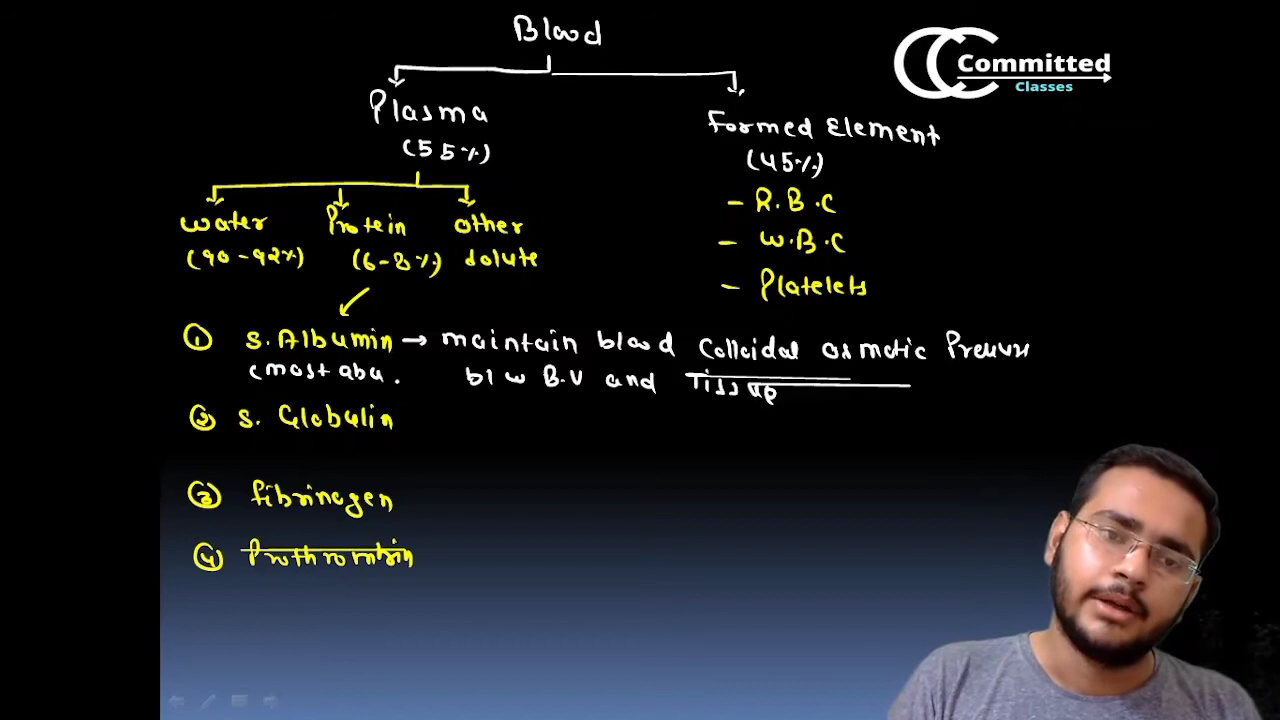 Blood
Committed
Classes
Plasma
(55%)
Formed Element
(45%)
- R.B.C
- W.B.C
- Platelets
Water
(90-92%)
Protein
(6-8%)
Other
solute
① S. Albumin → maintain blood Colloidal osmotic Pressure
(most abu. b/w B.V and Tissue
② S. Globulin
③ fibrinogen
④ Prothrombin